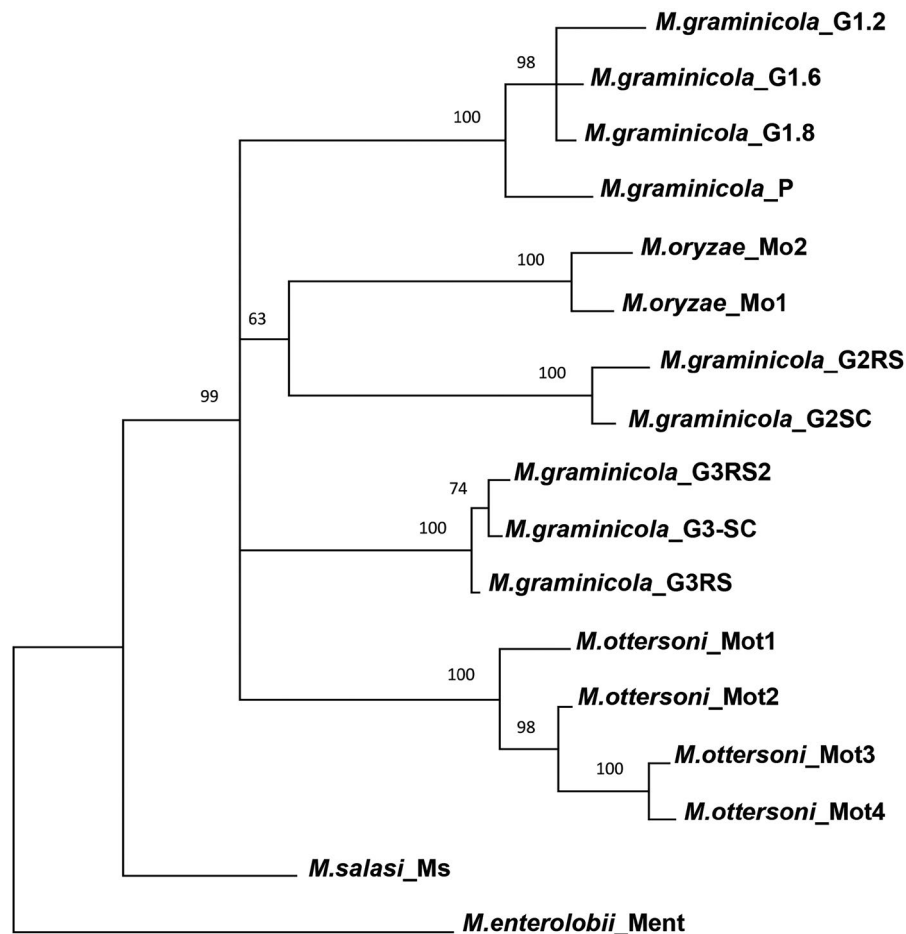 M.graminicola_G1.2
98
M.graminicola_G1.6
100
M.graminicola_G1.8
M.graminicola_P
M.oryzae_Mo2
100
M.oryzae_Mo1
63
M.graminicola_G2RS
100
99
M.graminicola_G2SC
M.graminicola_G3RS2
74
100
M.graminicola_G3-SC
M.graminicola_G3RS
M.ottersoni_Mot1
100
M.ottersoni_Mot2
98
M.ottersoni_Mot3
100
M.ottersoni_Mot4
M.salasi_Ms
M.enterolobii_Ment